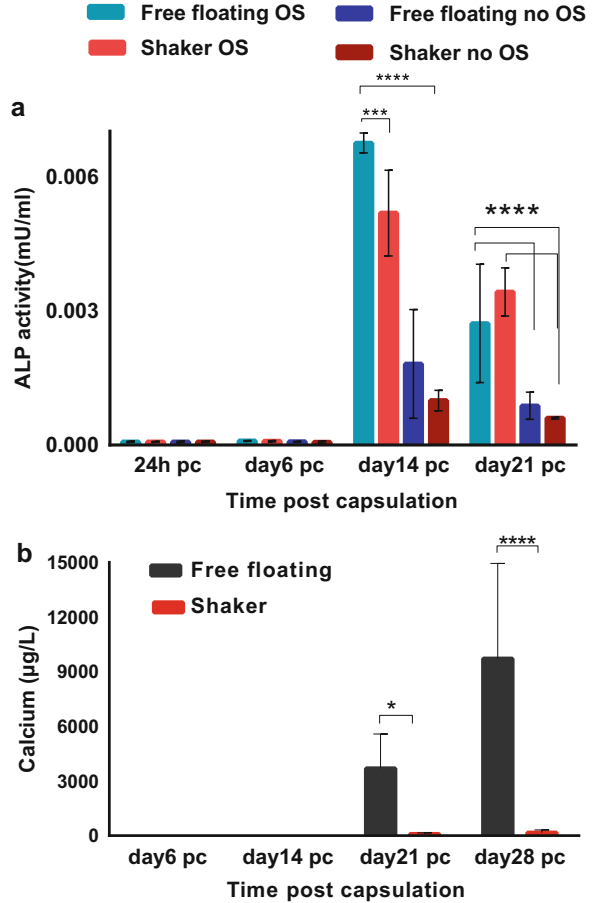 Free floating OS Free floating no OS
Shaker OS Shaker no OS
a
****
***
****
ALP activity(mU/ml)
0.006
0.003
0.000
24h pc day6 pc day14 pc day21 pc
Time post capsulation
b
Free floating
Shaker
****
*
Calcium (µg/L)
15000
12000
9000
6000
3000
0
day6 pc day14 pc day21 pc day28 pc
Time post capsulation